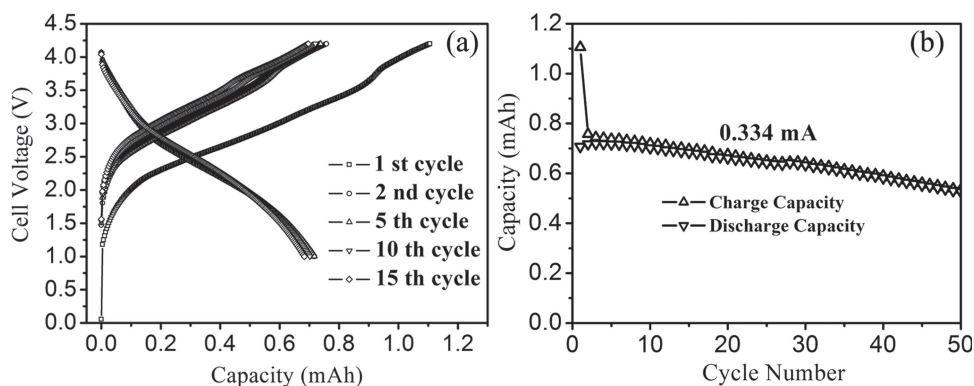 (a)
Cell Voltage (V)
4.5
4.0
3.5
3.0
2.5
2.0
1.5
1.0
0.5
0.0
1 st cycle
2 nd cycle
5 th cycle
10 th cycle
15 th cycle
0.0 0.2 0.4 0.6 0.8 1.0 1.2
Capacity (mAh)
(b)
Capacity (mAh)
1.2
1.0
0.8
0.6
0.4
0.2
0.0
0.334 mA
Charge Capacity
Discharge Capacity
0 10 20 30 40 50
Cycle Number